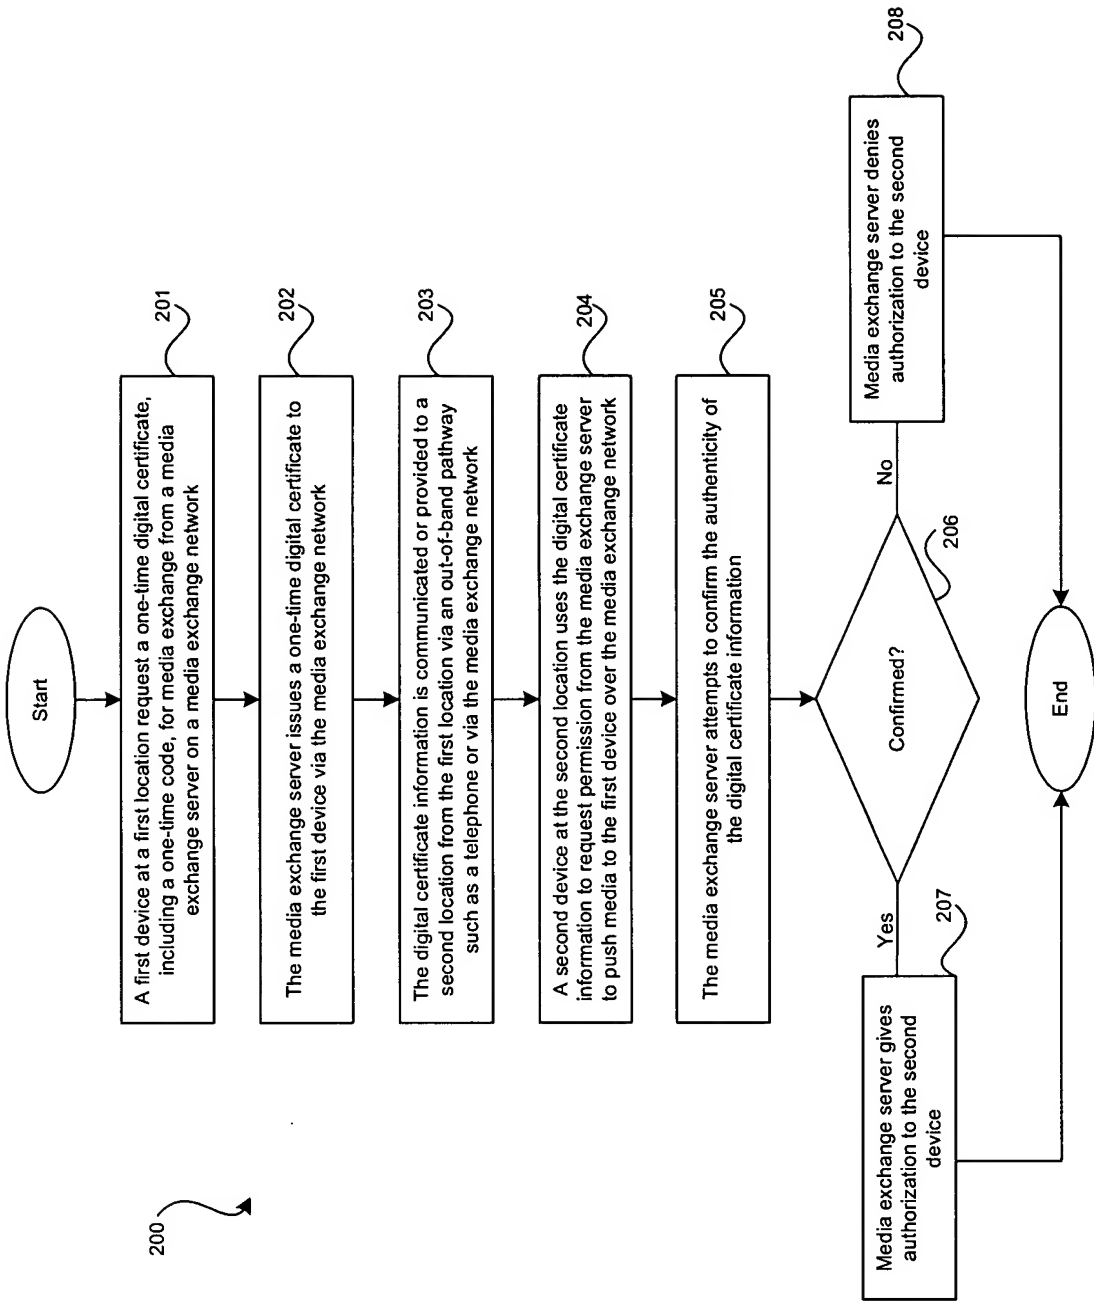 200
Start
A first device at a first location request a one-time digital certificate,
including a one-time code, for media exchange from a media
exchange server on a media exchange network
201
The media exchange server issues a one-time digital certificate to
the first device via the media exchange network
202
The digital certificate information is communicated or provided to a
second location from the first location via an out-of-band pathway
such as a telephone or via the media exchange network
203
A second device at the second location uses the digital certificate
information to request permission from the media exchange server
to push media to the first device over the media exchange network
204
The media exchange server attempts to confirm the authenticity of
the digital certificate information
205
Confirmed?
206
Yes
No
Media exchange server gives
authorization to the second
device
207
Media exchange server denies
authorization to the second
device
208
End